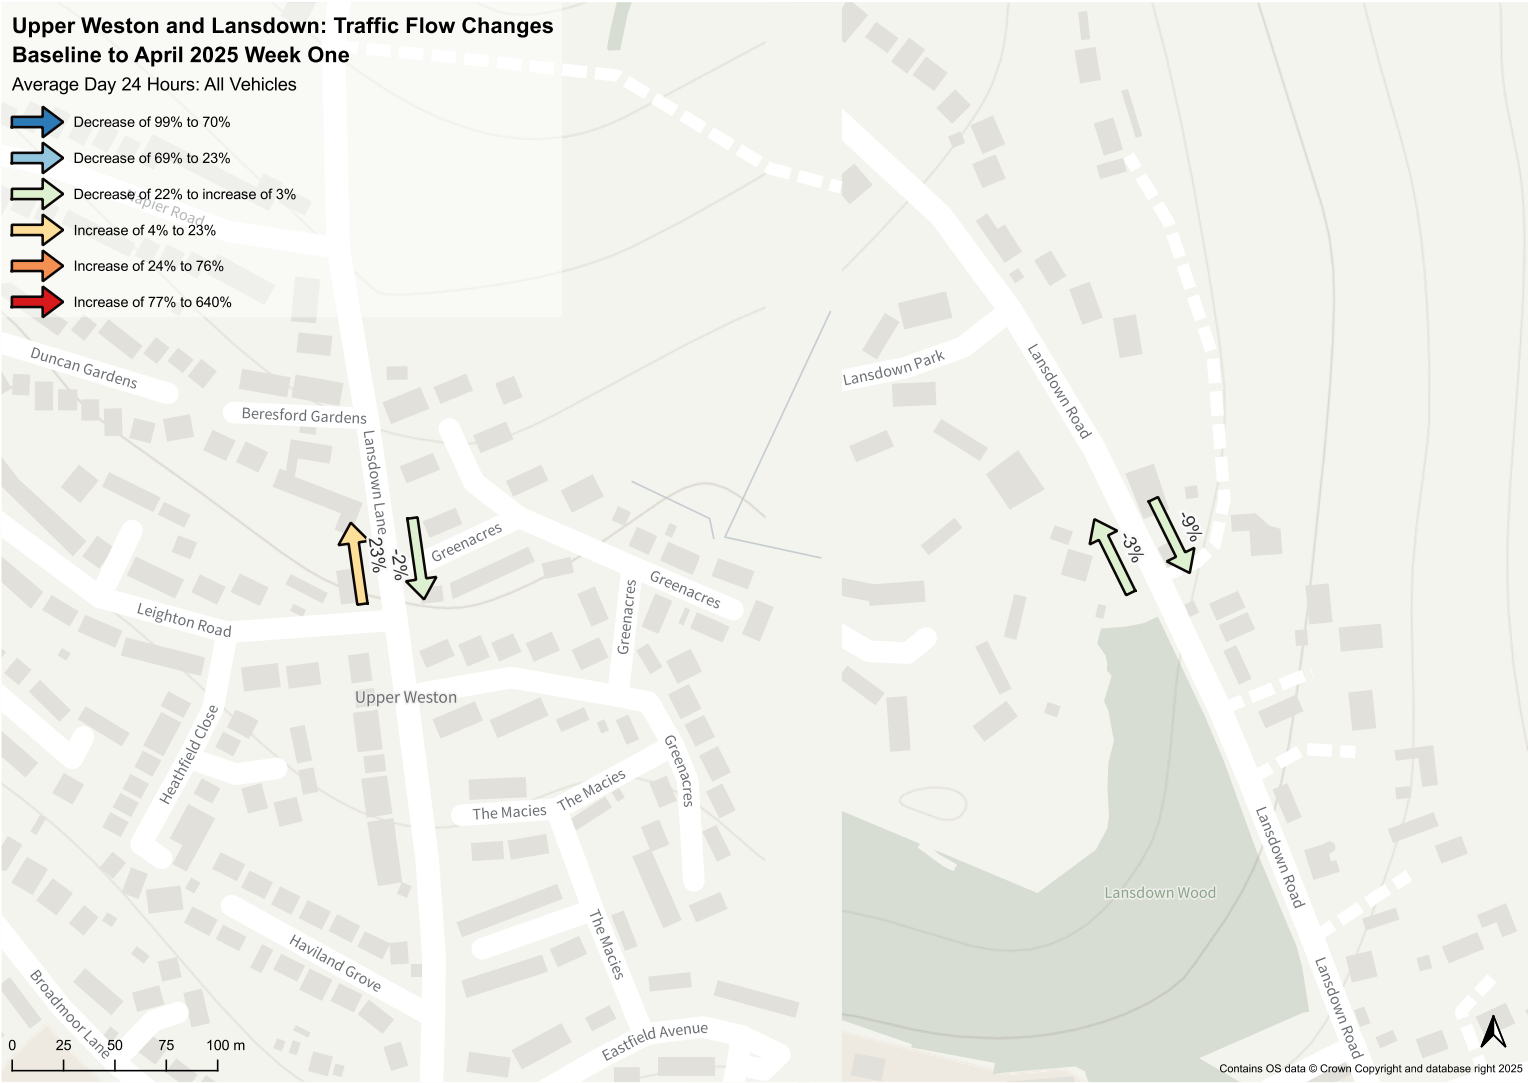 Upper Weston and Lansdown: Traffic Flow Changes
Baseline to April 2025 Week One
Average Day 24 Hours: All Vehicles
Decrease of 99% to 70%
Decrease of 69% to 23%
Decrease of 22% to increase of 3%
Napier Road
Increase of 4% to 23%
Increase of 24% to 76%
Increase of 77% to 640%
Duncan Gardens
Beresford Gardens
Lansdown Lane
Greenacres
23%
-2%
Greenacres
Greenacres
Leighton Road
Upper Weston
Heathfield Close
Greenacres
The Macies
The Macies
The Macies
Haviland Grove
Broadmoor Lane
Eastfield Avenue
0 25 50 75 100 m
Lansdown Park
Lansdown Road
-9%
-3%
Lansdown Road
Lansdown Wood
Lansdown Road
Contains OS data © Crown Copyright and database right 2025